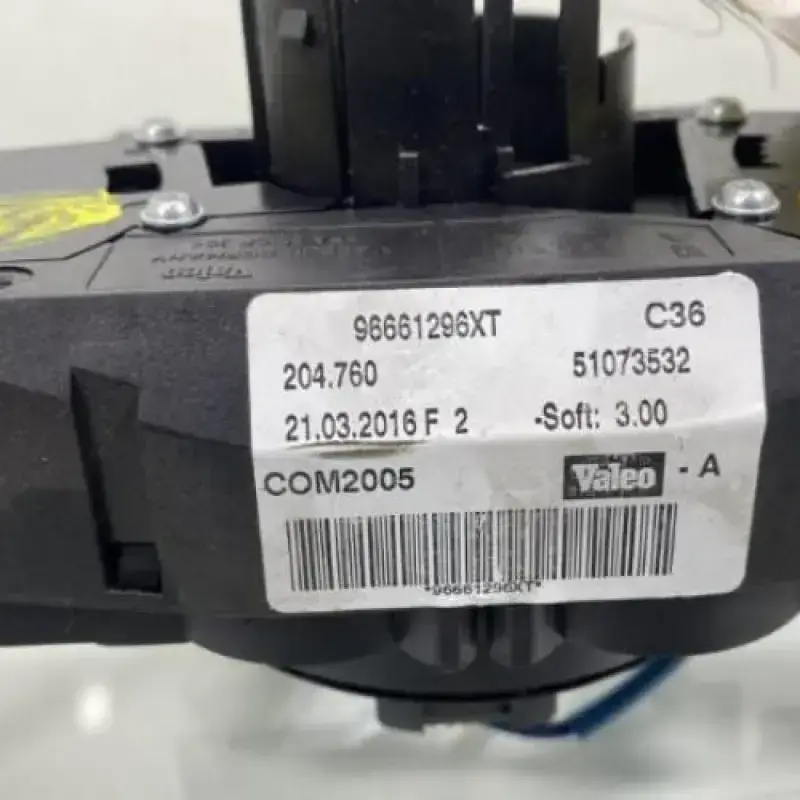 96661296XT C36
204.760 51073532
21.03.2016 F 2 -Soft: 3.00
COM2005 Valeo - A
*96661296XT*